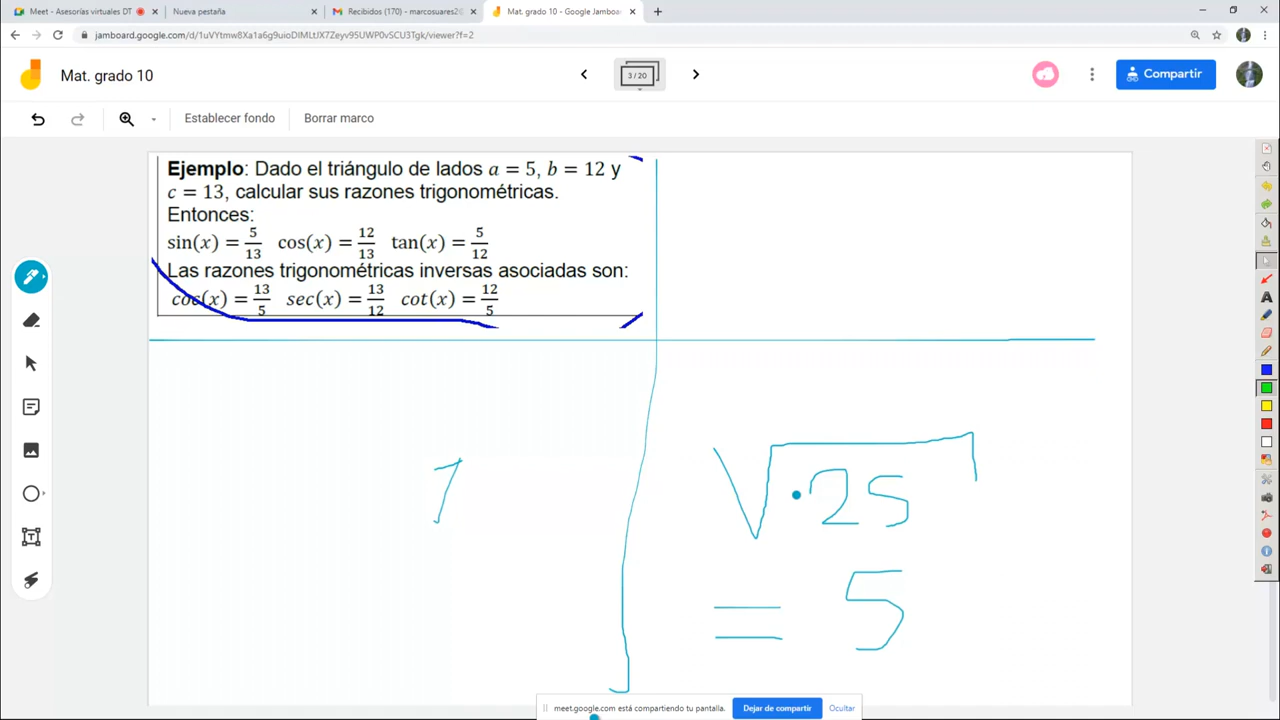 Meet - Asesorías virtuales DT
Nueva pestaña
Recibidos (170) - marcosuares2
Mat. grado 10 - Google Jamboa
jamboard.google.com/d/1uVYtmw8Xa1a6g9uioDIMLtJX7Zeyv95UWP0vSCU3Tgk/viewer?f=2
Mat. grado 10
3 / 20
Compartir
Establecer fondo
Borrar marco
Ejemplo: Dado el triángulo de lados a = 5, b = 12 y
c = 13, calcular sus razones trigonométricas.
Entonces:
sin(x) = 5/13 cos(x) = 12/13 tan(x) = 5/12
Las razones trigonométricas inversas asociadas son:
coc(x) = 13/5 sec(x) = 13/12 cot(x) = 12/5
√25
= 5
meet.google.com está compartiendo tu pantalla.
Dejar de compartir
Ocultar